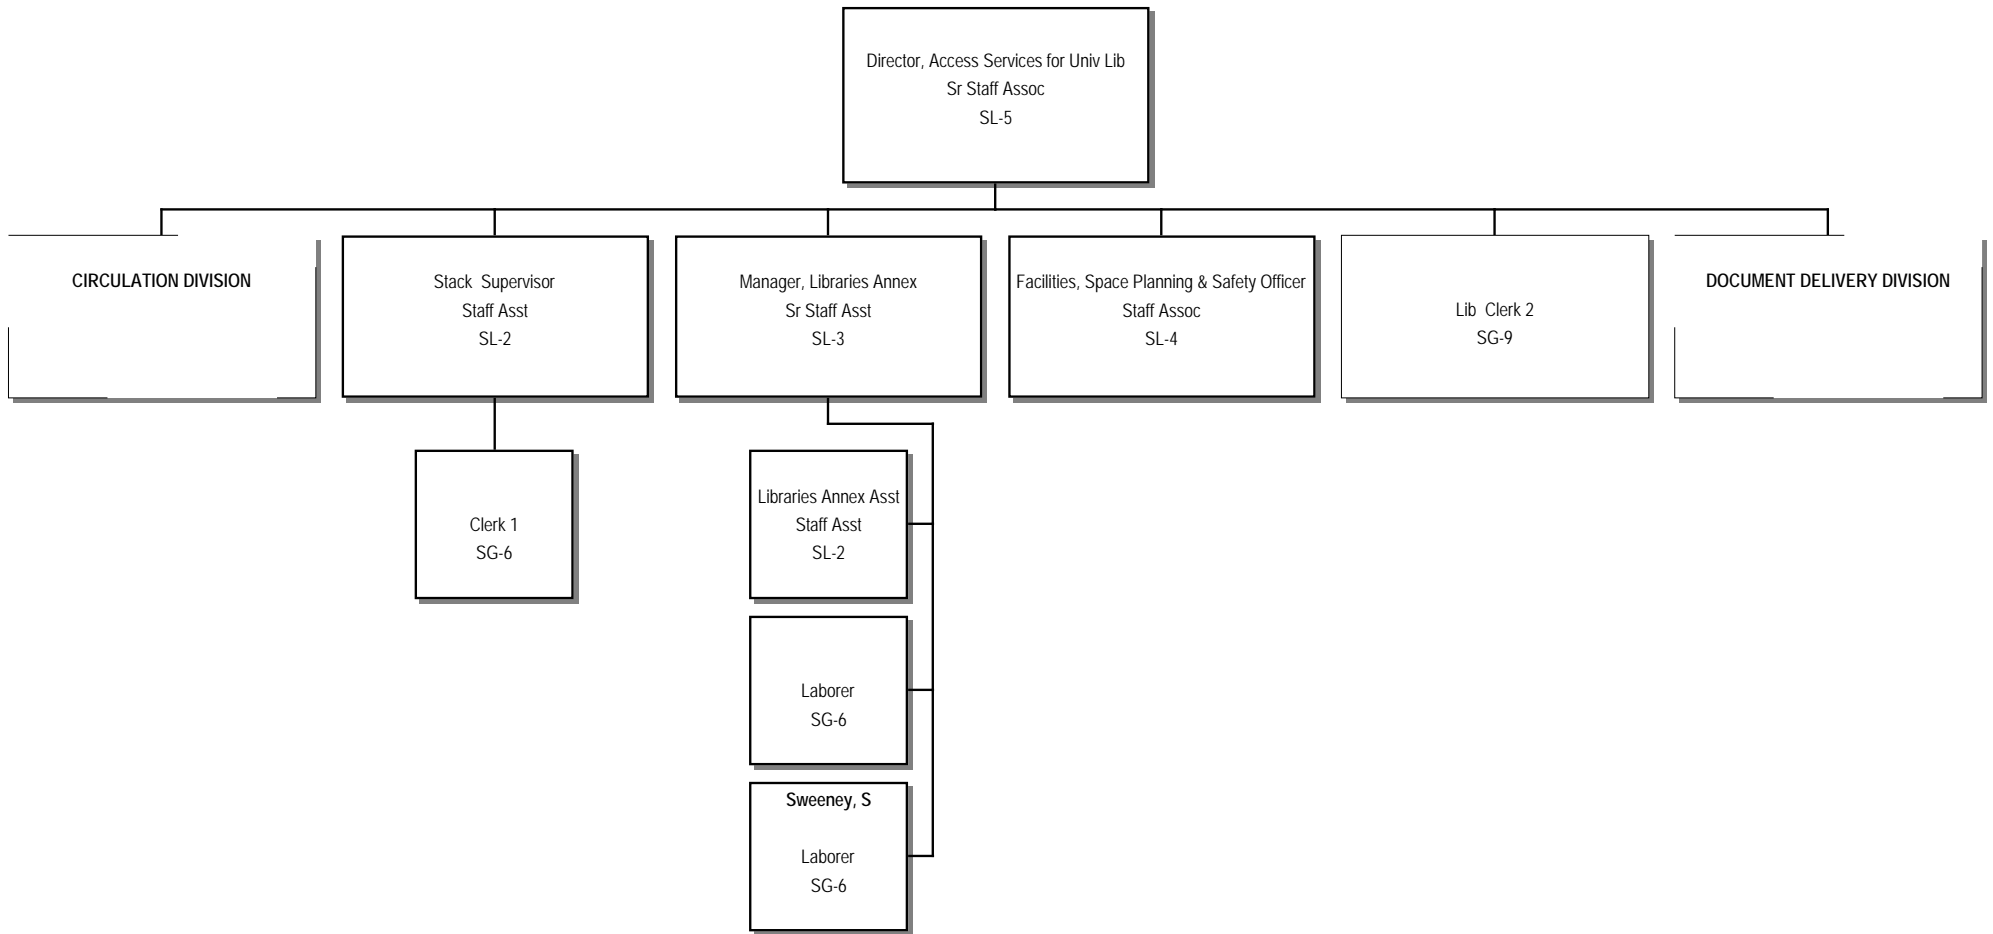 Director, Access Services for Univ Lib
Sr Staff Assoc
SL-5
CIRCULATION DIVISION
Stack Supervisor
Staff Asst
SL-2
Manager, Libraries Annex
Sr Staff Asst
SL-3
Facilities, Space Planning & Safety Officer
Staff Assoc
SL-4
Lib Clerk 2
SG-9
DOCUMENT DELIVERY DIVISION
Clerk 1
SG-6
Libraries Annex Asst
Staff Asst
SL-2
Laborer
SG-6
Sweeney, S
Laborer
SG-6